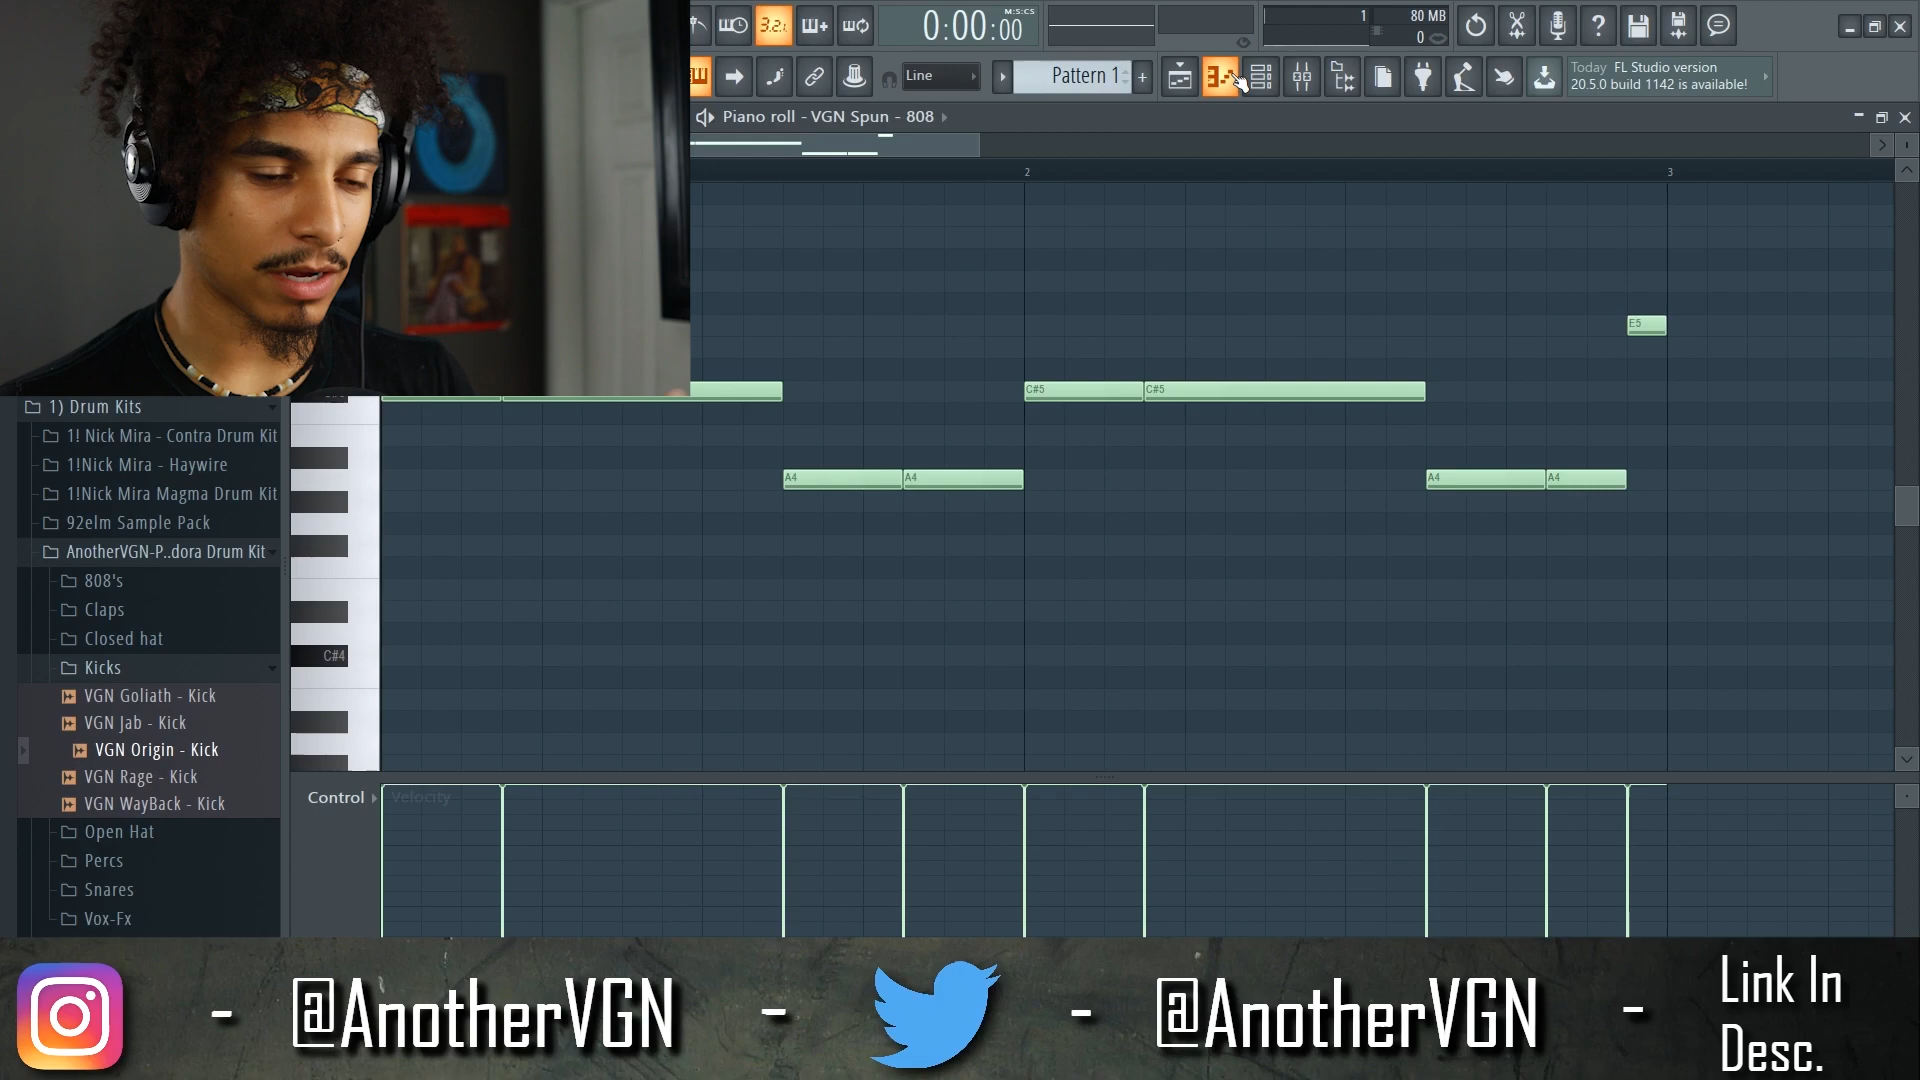 3.2.
0:00:00
M:S:CS
1
80 MB
0
?
Line
Pattern 1
+
Today FL Studio version
20.5.0 build 1142 is available!
Piano roll - VGN Spun - 808
2
3
E5
C#5
C#5
A4
A4
A4
A4
C#4
1) Drum Kits
1! Nick Mira - Contra Drum Kit
1!Nick Mira - Haywire
1!Nick Mira Magma Drum Kit
92elm Sample Pack
AnotherVGN-P..dora Drum Kit
808's
Claps
Closed hat
Kicks
VGN Goliath - Kick
VGN Jab - Kick
VGN Origin - Kick
VGN Rage - Kick
VGN WayBack - Kick
Open Hat
Percs
Snares
Vox-Fx
Control
Velocity
- @AnotherVGN - - @AnotherVGN - Link In
Desc.